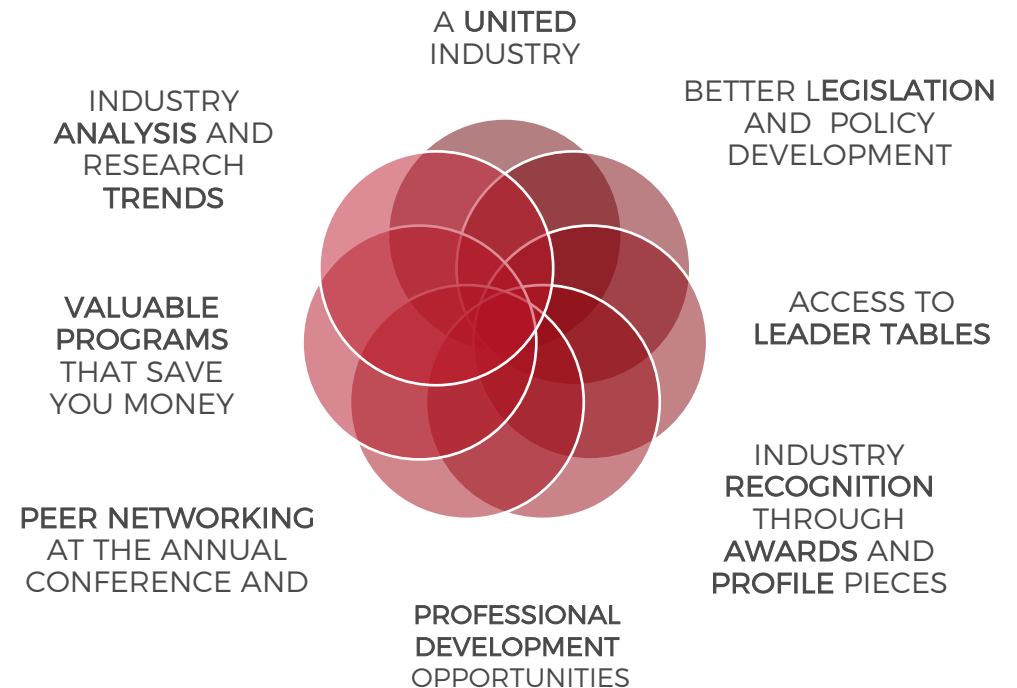 A UNITED
INDUSTRY
BETTER LEGISLATION
AND POLICY
DEVELOPMENT
ACCESS TO
LEADER TABLES
INDUSTRY
RECOGNITION
THROUGH
AWARDS AND
PROFILE PIECES
PROFESSIONAL
DEVELOPMENT
OPPORTUNITIES
PEER NETWORKING
AT THE ANNUAL
CONFERENCE AND
VALUABLE
PROGRAMS
THAT SAVE
YOU MONEY
INDUSTRY
ANALYSIS AND
RESEARCH
TRENDS